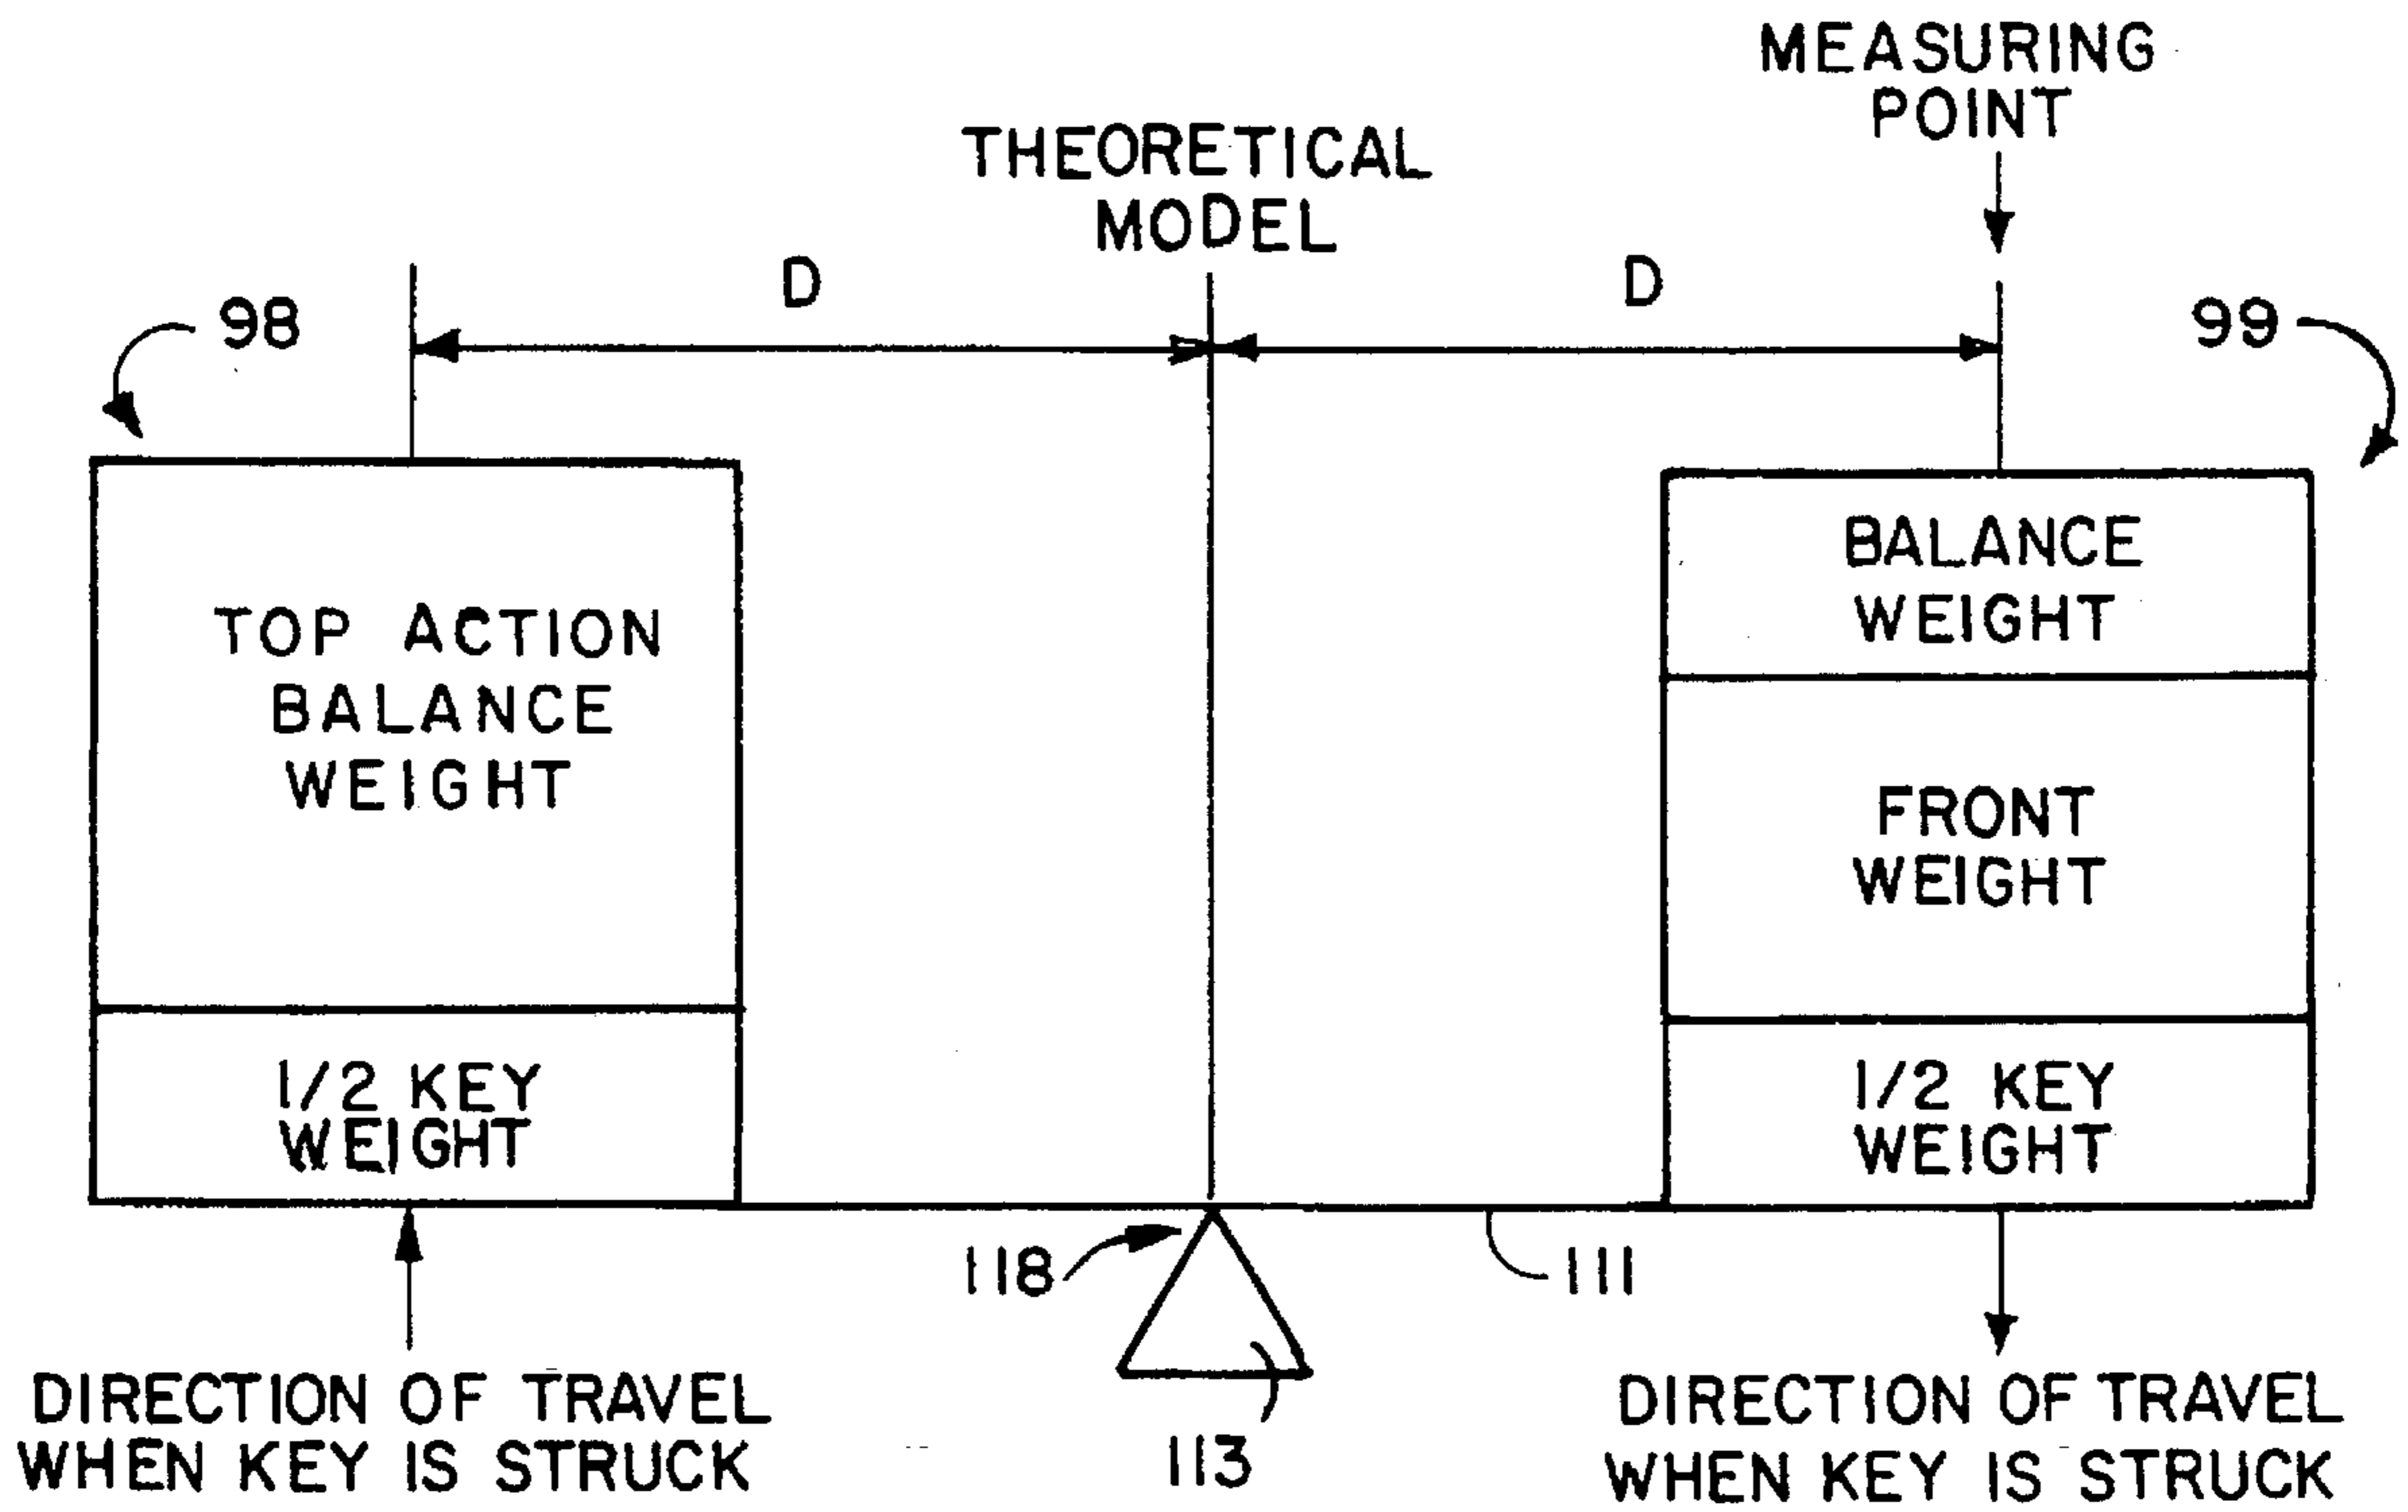 MEASURING
POINT
THEORETICAL
MODEL
D
D
98
99
TOP ACTION
BALANCE
WEIGHT
1/2 KEY
WEIGHT
BALANCE
WEIGHT
FRONT
WEIGHT
1/2 KEY
WEIGHT
118
111
113
DIRECTION OF TRAVEL
WHEN KEY IS STRUCK
DIRECTION OF TRAVEL
WHEN KEY IS STRUCK